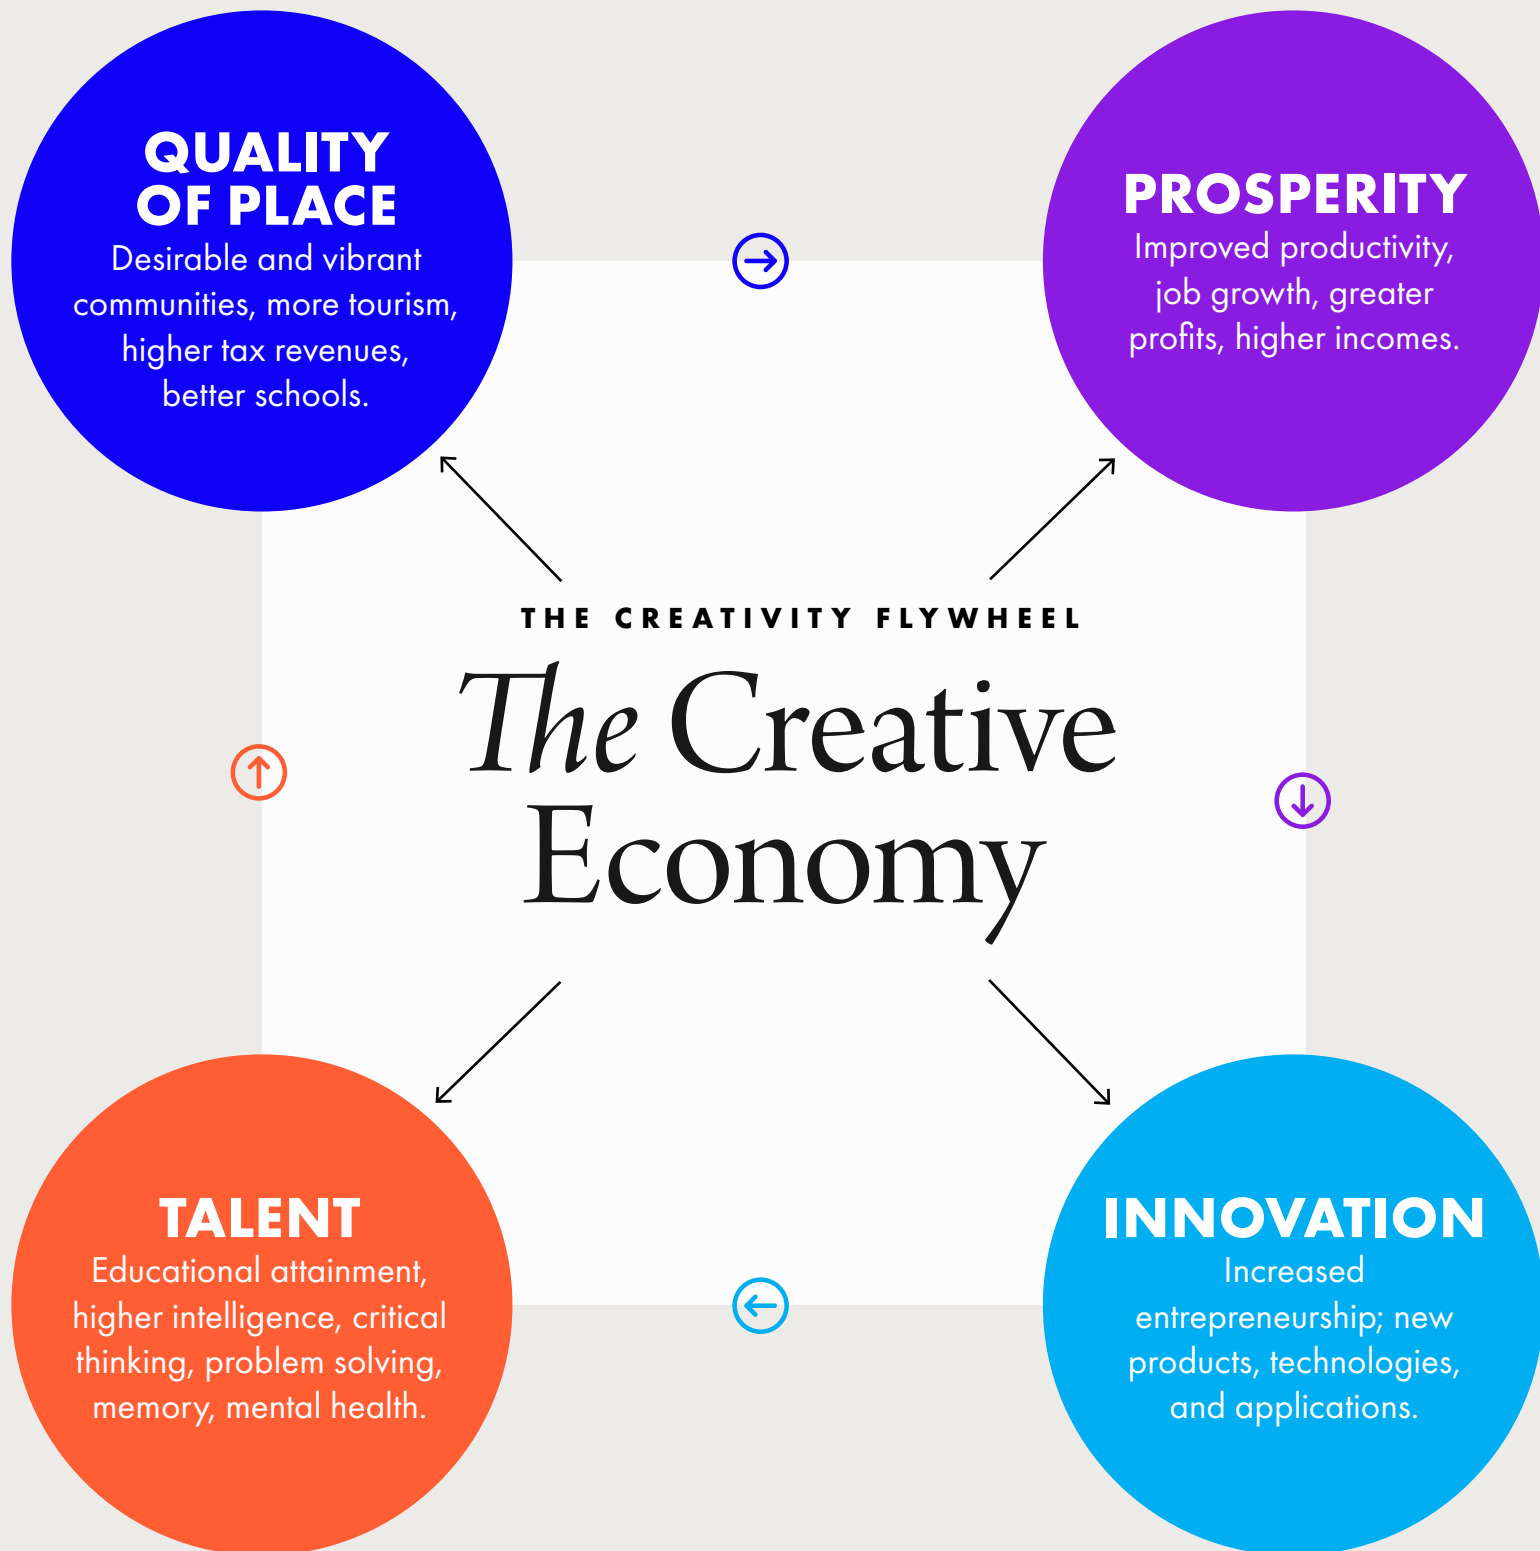 QUALITY
OF PLACE
Desirable and vibrant
communities, more tourism,
higher tax revenues,
better schools.
PROSPERITY
Improved productivity,
job growth, greater
profits, higher incomes.
THE CREATIVITY FLYWHEEL
The Creative
Economy
TALENT
Educational attainment,
higher intelligence, critical
thinking, problem solving,
memory, mental health.
INNOVATION
Increased
entrepreneurship; new
products, technologies,
and applications.